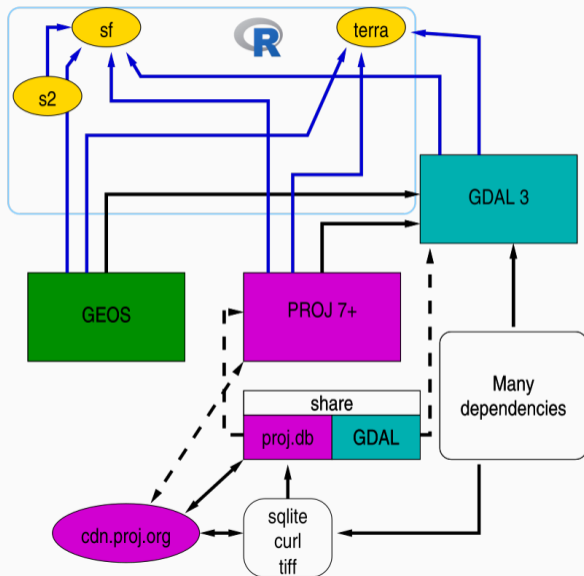 sf
R
terra
s2
GDAL 3
GEOS
PROJ 7+
Many
dependencies
share
proj.db
GDAL
cdn.proj.org
sqlite
curl
tiff